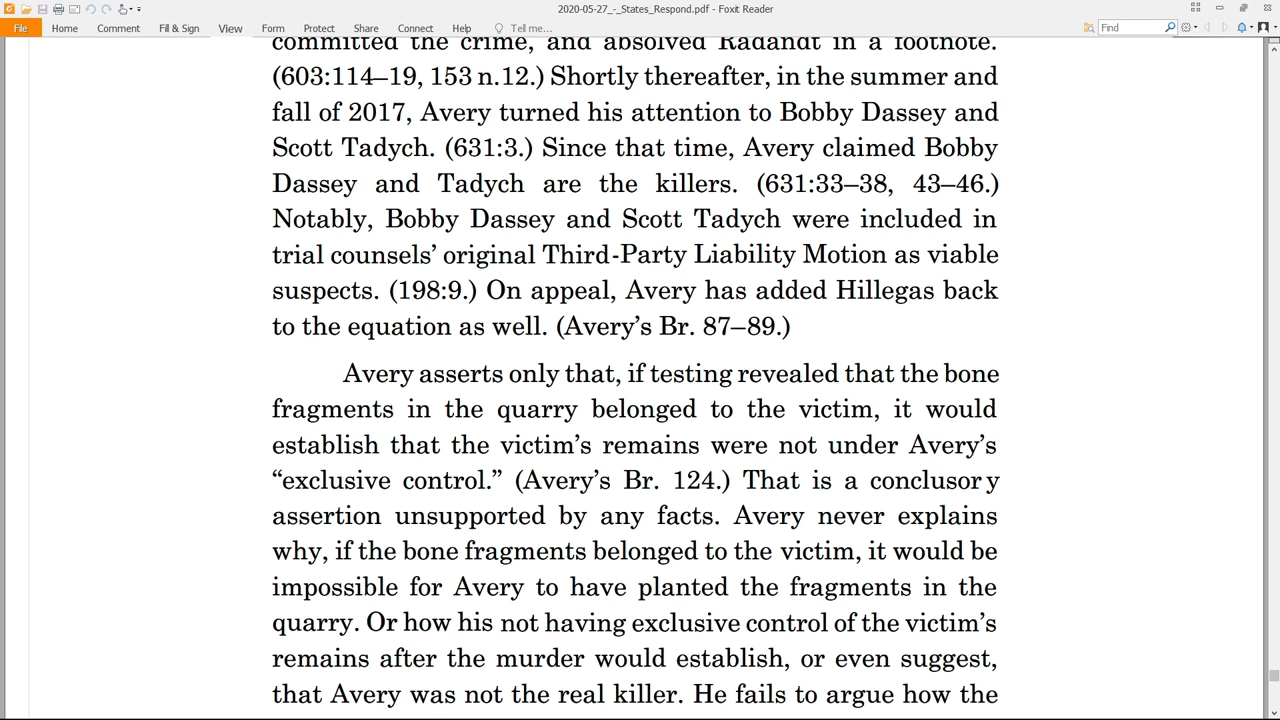 2020-05-27_-_States_Respond.pdf - Foxit Reader
File Home Comment Fill & Sign View Form Protect Share Connect Help Tell me... Find
committed the crime, and absolved Radandt in a footnote.
(603:114–19, 153 n.12.) Shortly thereafter, in the summer and
fall of 2017, Avery turned his attention to Bobby Dassey and
Scott Tadych. (631:3.) Since that time, Avery claimed Bobby
Dassey and Tadych are the killers. (631:33–38, 43–46.)
Notably, Bobby Dassey and Scott Tadych were included in
trial counsels’ original Third-Party Liability Motion as viable
suspects. (198:9.) On appeal, Avery has added Hillegas back
to the equation as well. (Avery’s Br. 87–89.)
Avery asserts only that, if testing revealed that the bone
fragments in the quarry belonged to the victim, it would
establish that the victim’s remains were not under Avery’s
“exclusive control.” (Avery’s Br. 124.) That is a conclusory
assertion unsupported by any facts. Avery never explains
why, if the bone fragments belonged to the victim, it would be
impossible for Avery to have planted the fragments in the
quarry. Or how his not having exclusive control of the victim’s
remains after the murder would establish, or even suggest,
that Avery was not the real killer. He fails to argue how the